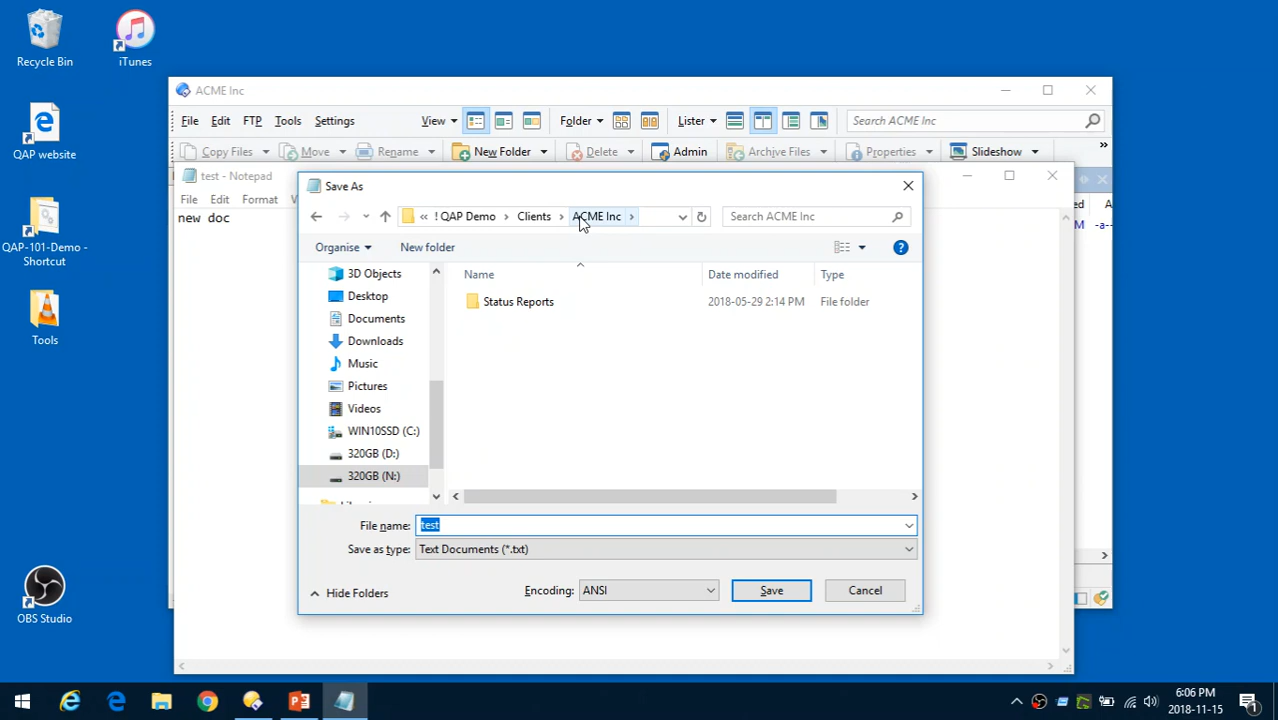 Recycle Bin
iTunes
QAP website
QAP-101-Demo -
Shortcut
Tools
OBS Studio
ACME Inc
File Edit FTP Tools Settings View Folder Lister Search ACME Inc
Copy Files Move Rename New Folder Delete Admin Archive Files Properties Slideshow »
test - Notepad
File Edit Format
new doc
Save As
« ! QAP Demo › Clients › ACME Inc › Search ACME Inc
Organise New folder
3D Objects
Desktop
Documents
Downloads
Music
Pictures
Videos
WIN10SSD (C:)
320GB (D:)
320GB (N:)
Name Date modified Type
Status Reports 2018-05-29 2:14 PM File folder
File name: test
Save as type: Text Documents (*.txt)
Hide Folders Encoding: ANSI Save Cancel
M -a--
6:06 PM
2018-11-15
1